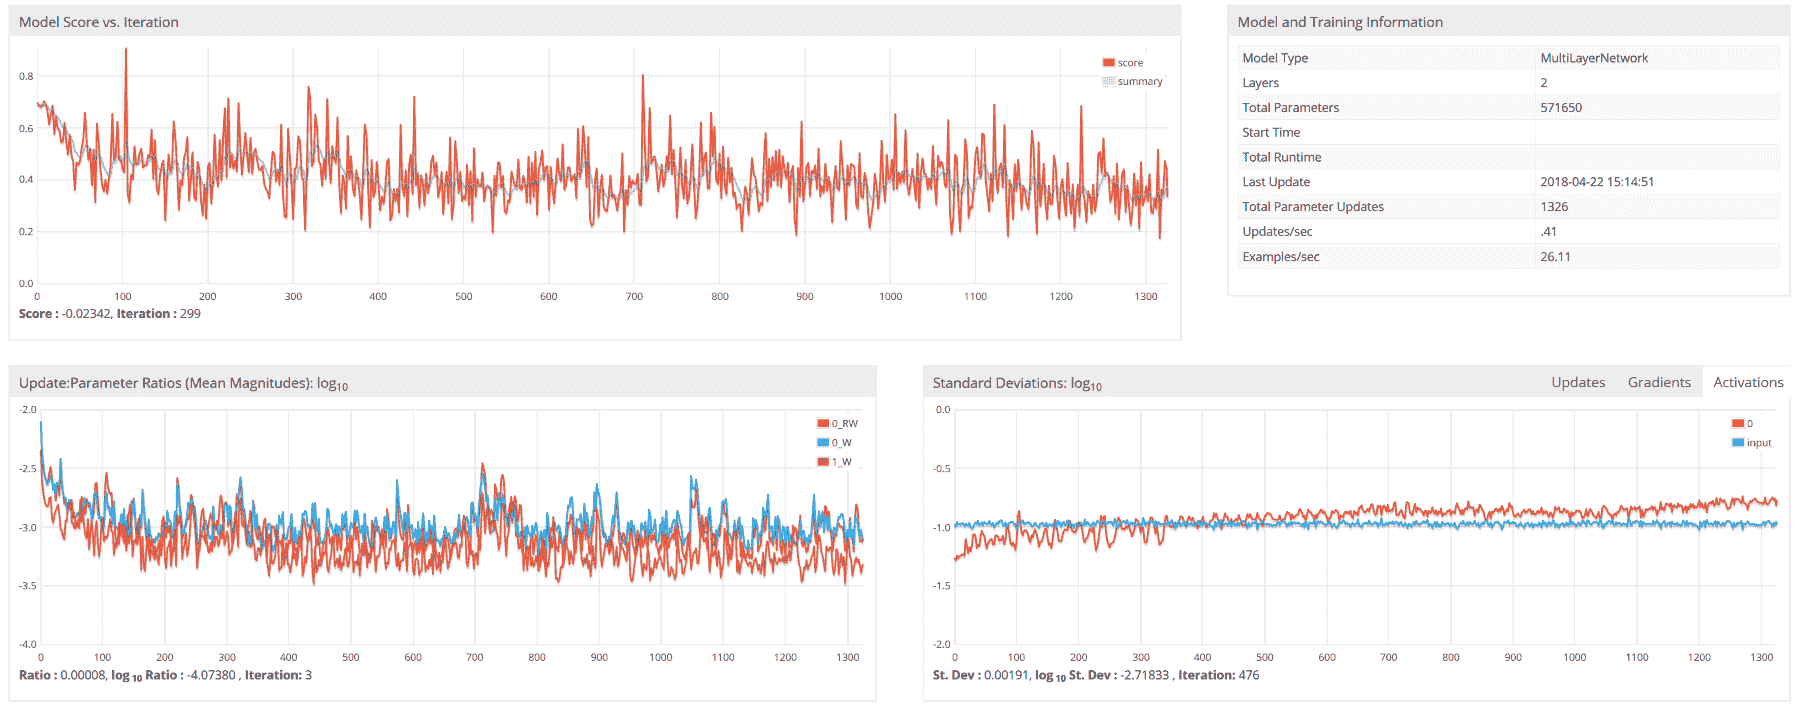 Model Score vs. Iteration
score
summary
0.8
0.6
0.4
0.2
0.0
0 100 200 300 400 500 600 700 800 900 1000 1100 1200 1300
Score : -0.02342, Iteration : 299
Model and Training Information
Model Type MultiLayerNetwork
Layers 2
Total Parameters 571650
Start Time
Total Runtime
Last Update 2018-04-22 15:14:51
Total Parameter Updates 1326
Updates/sec .41
Examples/sec 26.11
Update:Parameter Ratios (Mean Magnitudes): log10
0_RW
0_W
1_W
-2.0
-2.5
-3.0
-3.5
-4.0
0 100 200 300 400 500 600 700 800 900 1000 1100 1200 1300
Ratio : 0.00008, log 10 Ratio : -4.07380 , Iteration: 3
Standard Deviations: log10 Updates Gradients Activations
0
input
0.0
-0.5
-1.0
-1.5
-2.0
0 100 200 300 400 500 600 700 800 900 1000 1100 1200 1300
St. Dev : 0.00191, log10 St. Dev : -2.71833 , Iteration: 476